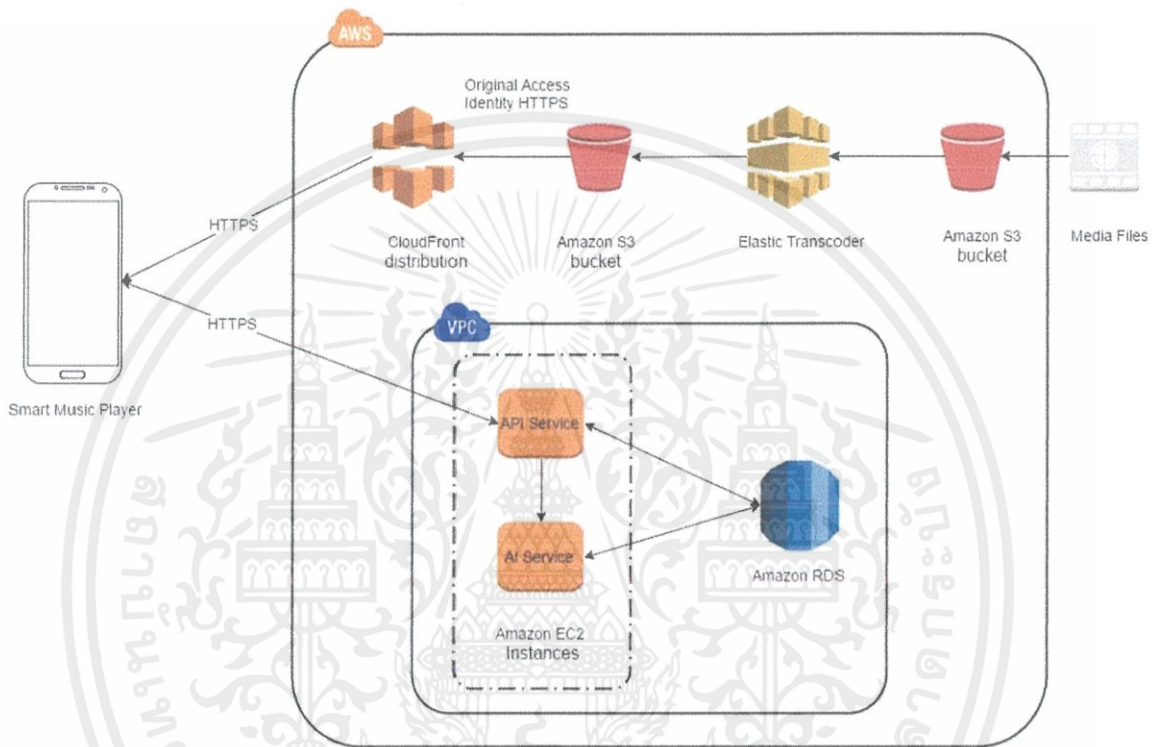 AWS
Original Access
Identity HTTPS
HTTPS
CloudFront
distribution
Amazon S3
bucket
Elastic Transcoder
Amazon S3
bucket
Media Files
HTTPS
Smart Music Player
VPC
API Service
AI Service
Amazon EC2
Instances
Amazon RDS